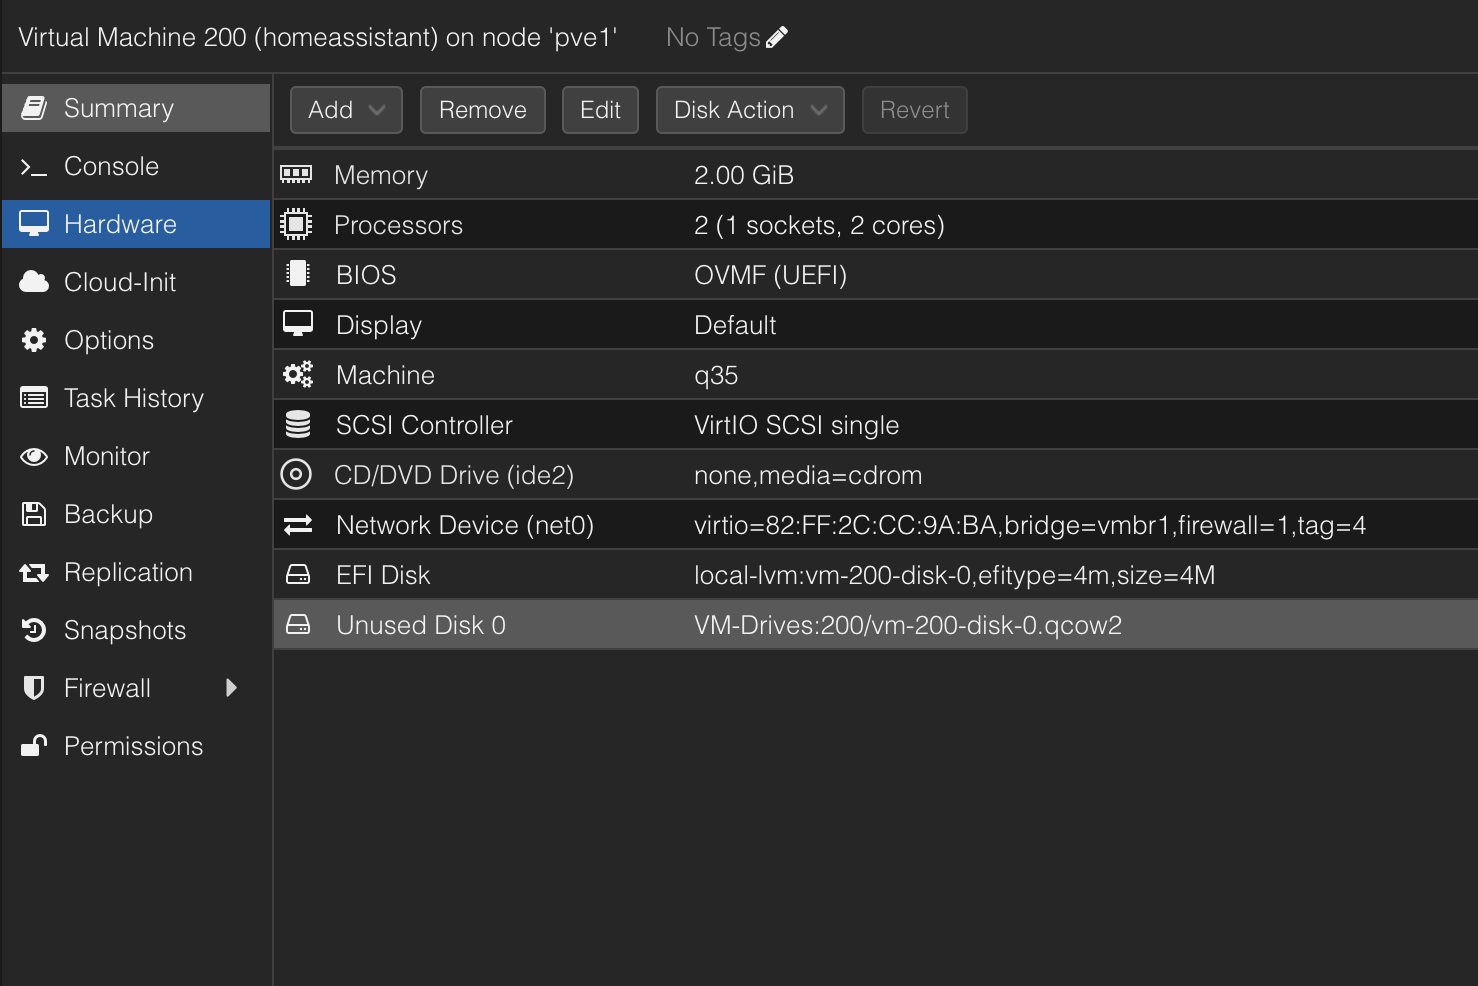 Virtual Machine 200 (homeassistant) on node 'pve1' No Tags
Summary
Console
Hardware
Cloud-Init
Options
Task History
Monitor
Backup
Replication
Snapshots
Firewall
Permissions
Add Remove Edit Disk Action Revert
Memory 2.00 GiB
Processors 2 (1 sockets, 2 cores)
BIOS OVMF (UEFI)
Display Default
Machine q35
SCSI Controller VirtIO SCSI single
CD/DVD Drive (ide2) none,media=cdrom
Network Device (net0) virtio=82:FF:2C:CC:9A:BA,bridge=vmbr1,firewall=1,tag=4
EFI Disk local-lvm:vm-200-disk-0,efitype=4m,size=4M
Unused Disk 0 VM-Drives:200/vm-200-disk-0.qcow2